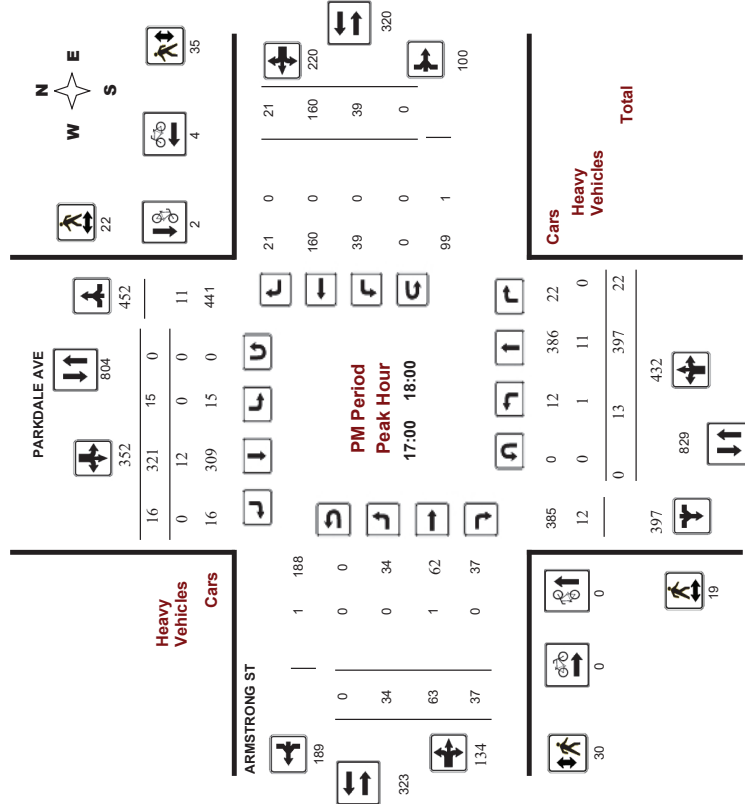 N
W E
S
PARKDALE AVE
22
35
2
4
804
352
452
16 321 15 0
0 12 0 0 11
16 309 15 0 441
Heavy
Vehicles
Cars
320
220
100
21 0 21
160 0 160
39 0 39
0 0 0
99 1
PM Period
Peak Hour
17:00 18:00
ARMSTRONG ST
189
1 188
323
0 0 0
34 0 34
63 1 62
37 0 37
134
Cars
Heavy
Vehicles
Total
385 0 12 386 22
12 0 1 11 0
0 13 397 22
397
432
829
0
0
30
19